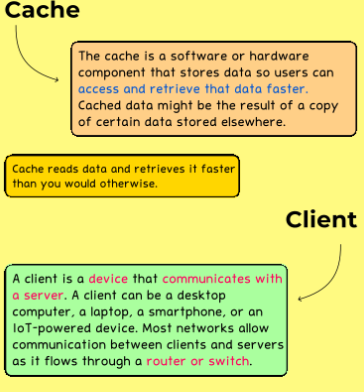 Cache
The cache is a software or hardware
component that stores data so users can
access and retrieve that data faster.
Cached data might be the result of a copy
of certain data stored elsewhere.
Cache reads data and retrieves it faster
than you would otherwise.
Client
A client is a device that communicates with
a server. A client can be a desktop
computer, a laptop, a smartphone, or an
IoT-powered device. Most networks allow
communication between clients and servers
as it flows through a router or switch.